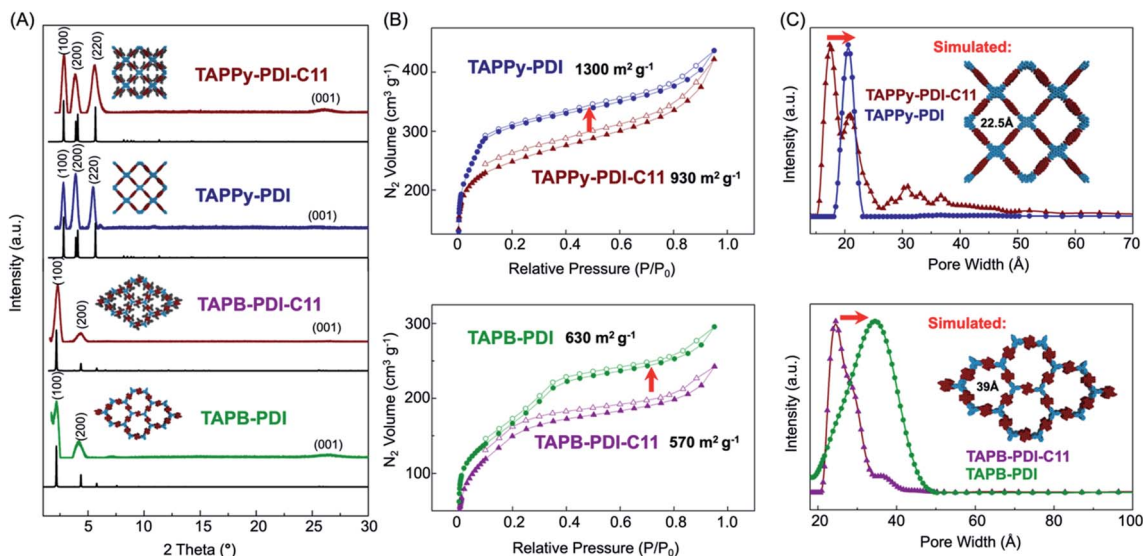 (A)
(100)
(200)
(220)
TAPPy-PDI-C11
(001)
(100)
(200)
(220)
TAPPy-PDI
(001)
(100)
(200)
TAPB-PDI-C11
(001)
(100)
(200)
TAPB-PDI
(001)
Intensity (a.u.)
5 10 15 20 25 30
2 Theta (°)
(B)
TAPPy-PDI 1300 m² g⁻¹
TAPPy-PDI-C11 930 m² g⁻¹
N₂ Volume (cm³ g⁻¹)
400
300
200
0 0.2 0.4 0.6 0.8 1.0
Relative Pressure (P/P₀)
TAPB-PDI 630 m² g⁻¹
TAPB-PDI-C11 570 m² g⁻¹
N₂ Volume (cm³ g⁻¹)
300
200
100
0 0.2 0.4 0.6 0.8 1.0
Relative Pressure (P/P₀)
(C)
Simulated:
TAPPy-PDI-C11
TAPPy-PDI
22.5Å
Intensity (a.u.)
20 30 40 50 60 70
Pore Width (Å)
Simulated:
39Å
TAPB-PDI-C11
TAPB-PDI
Intensity (a.u.)
20 40 60 80 100
Pore Width (Å)